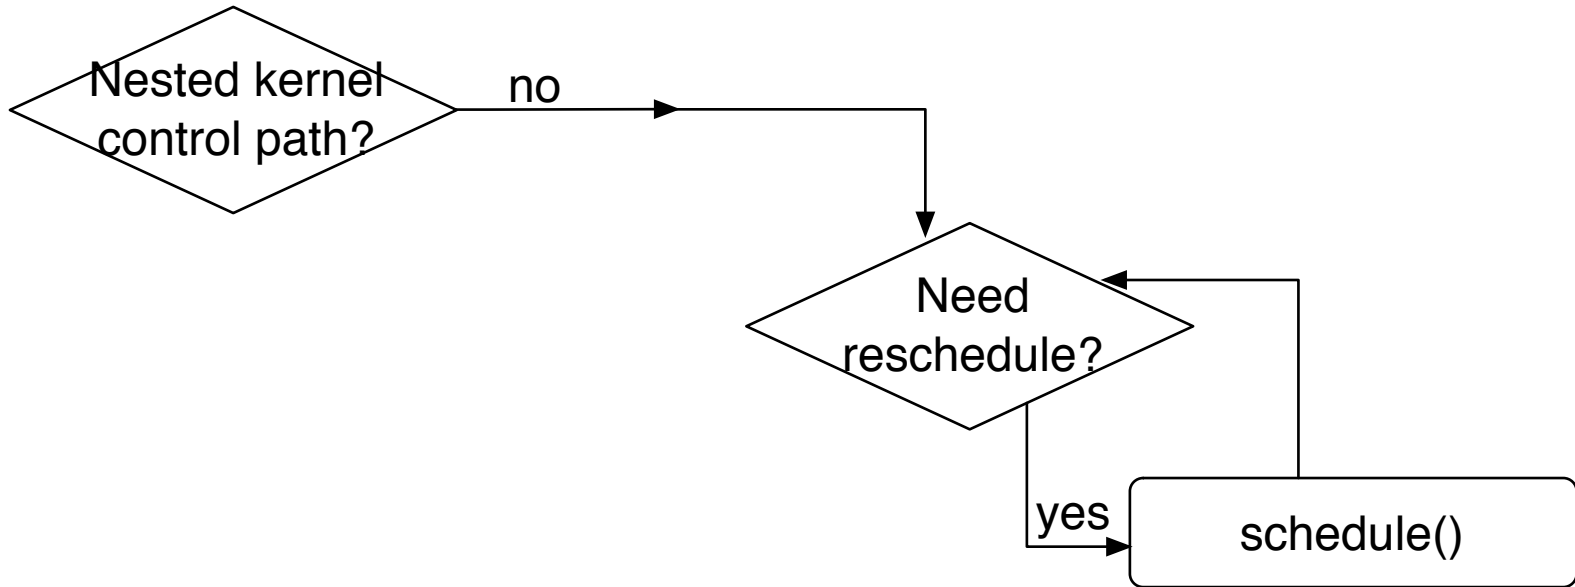 Nested kernel
control path?
no
Need
reschedule?
yes
schedule()